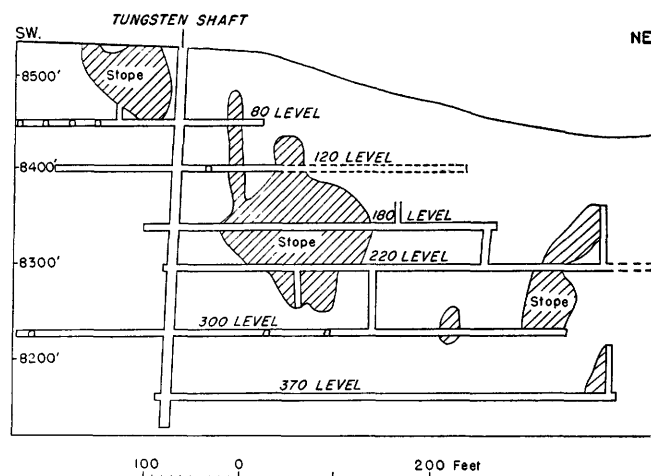 TUNGSTEN SHAFT
SW.
NE
8500'
Stope
80 LEVEL
8400'
120 LEVEL
180 LEVEL
Stope
220 LEVEL
8300'
Stope
300 LEVEL
8200'
370 LEVEL
100 0 200 Feet